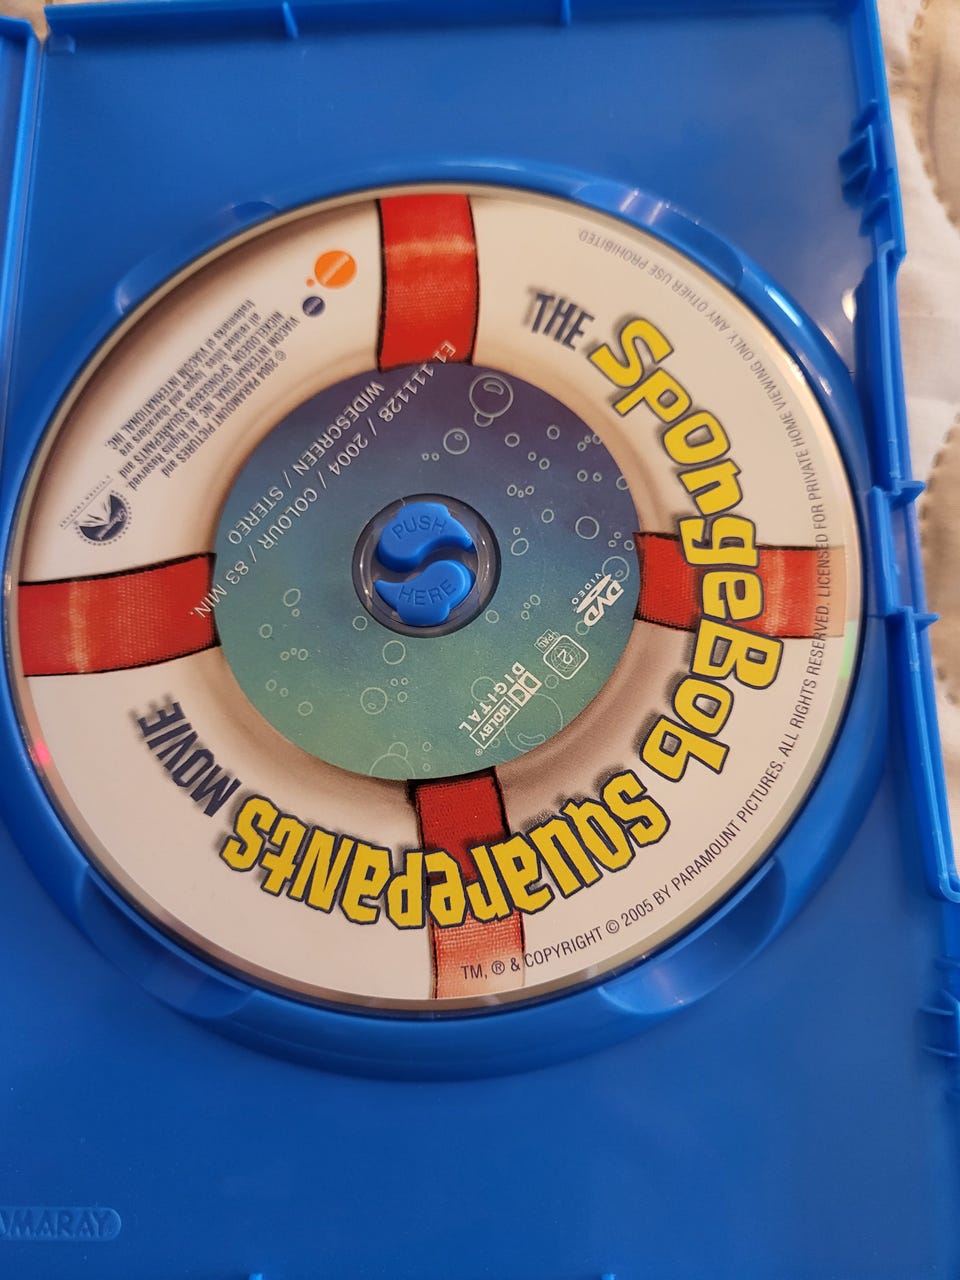 THE SpongeBob SquarePants MOVIE
TM, ® & COPYRIGHT © 2005 BY PARAMOUNT PICTURES. ALL RIGHTS RESERVED. LICENSED FOR PRIVATE HOME VIEWING ONLY. ANY OTHER USE PROHIBITED.
© 2004 PARAMOUNT PICTURES and
VIACOM INTERNATIONAL INC. All Rights Reserved.
NICKELODEON, SPONGEBOB SQUAREPANTS and
all related titles, logos and characters are
trademarks of VIACOM INTERNATIONAL INC.
E1 111128 / 2004 / COLOUR / 83 MIN.
WIDESCREEN / STEREO
PUSH
HERE
DVD
VIDEO
2
PAL
DOLBY
DIGITAL
MARAY